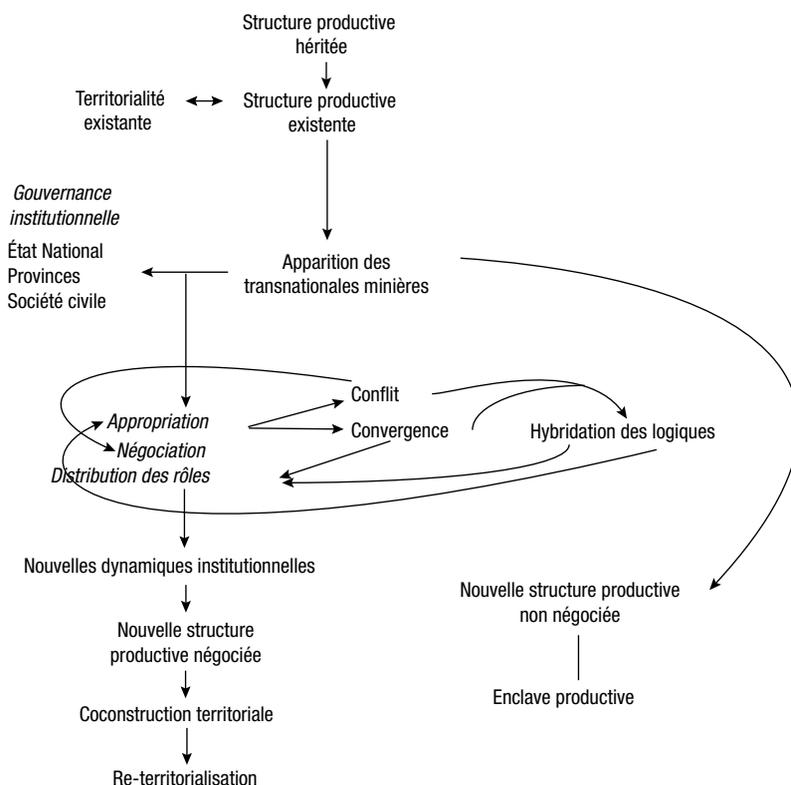 Structure productive
héritée
Territorialité
existante
Structure productive
existente
Gouvernance
institutionnelle
État National
Provinces
Société civile
Apparition des
transnationales minières
Conflit
Convergence
Appropriation
Négociation
Distribution des rôles
Hybridation des logiques
Nouvelles dynamiques institutionnelles
Nouvelle structure
productive négociée
Coconstruction territoriale
Re-territorialisation
Nouvelle structure productive
non négociée
Enclave productive